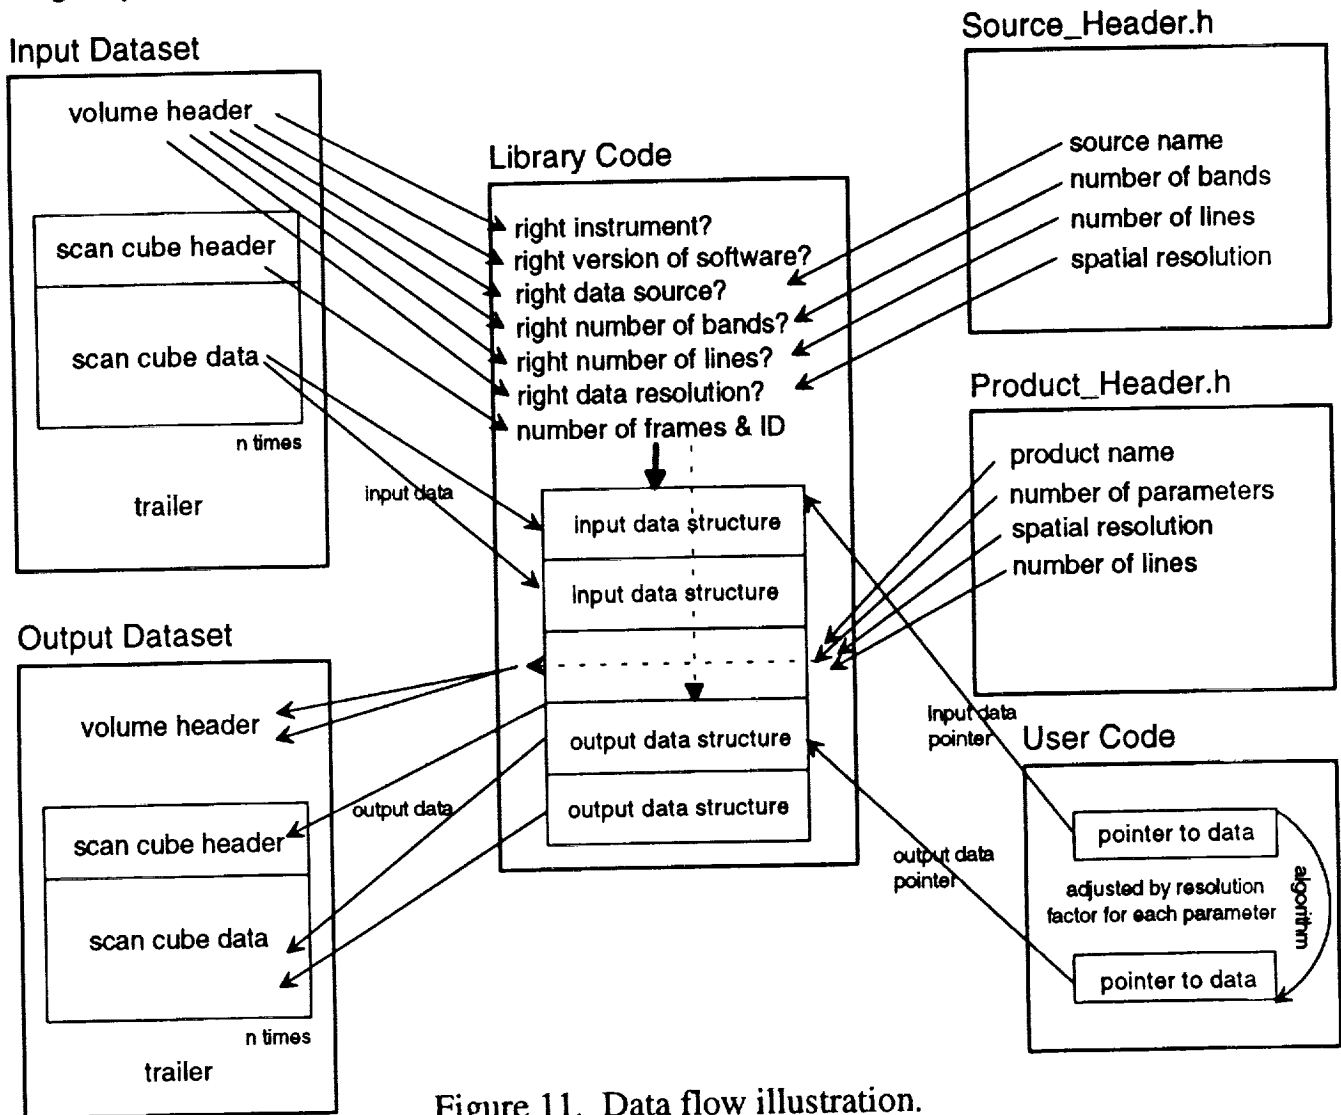 Input Dataset
volume header
scan cube header
scan cube data
n times
trailer
Library Code
right instrument?
right version of software?
right data source?
right number of bands?
right number of lines?
right data resolution?
number of frames & ID
input data
input data structure
input data structure
output data structure
output data structure
Source_Header.h
source name
number of bands
number of lines
spatial resolution
Product_Header.h
product name
number of parameters
spatial resolution
number of lines
Output Dataset
volume header
output data
scan cube header
scan cube data
n times
trailer
input data
pointer
output data
pointer
User Code
pointer to data
adjusted by resolution
factor for each parameter
algorithm
pointer to data
Figure 11. Data flow illustration.